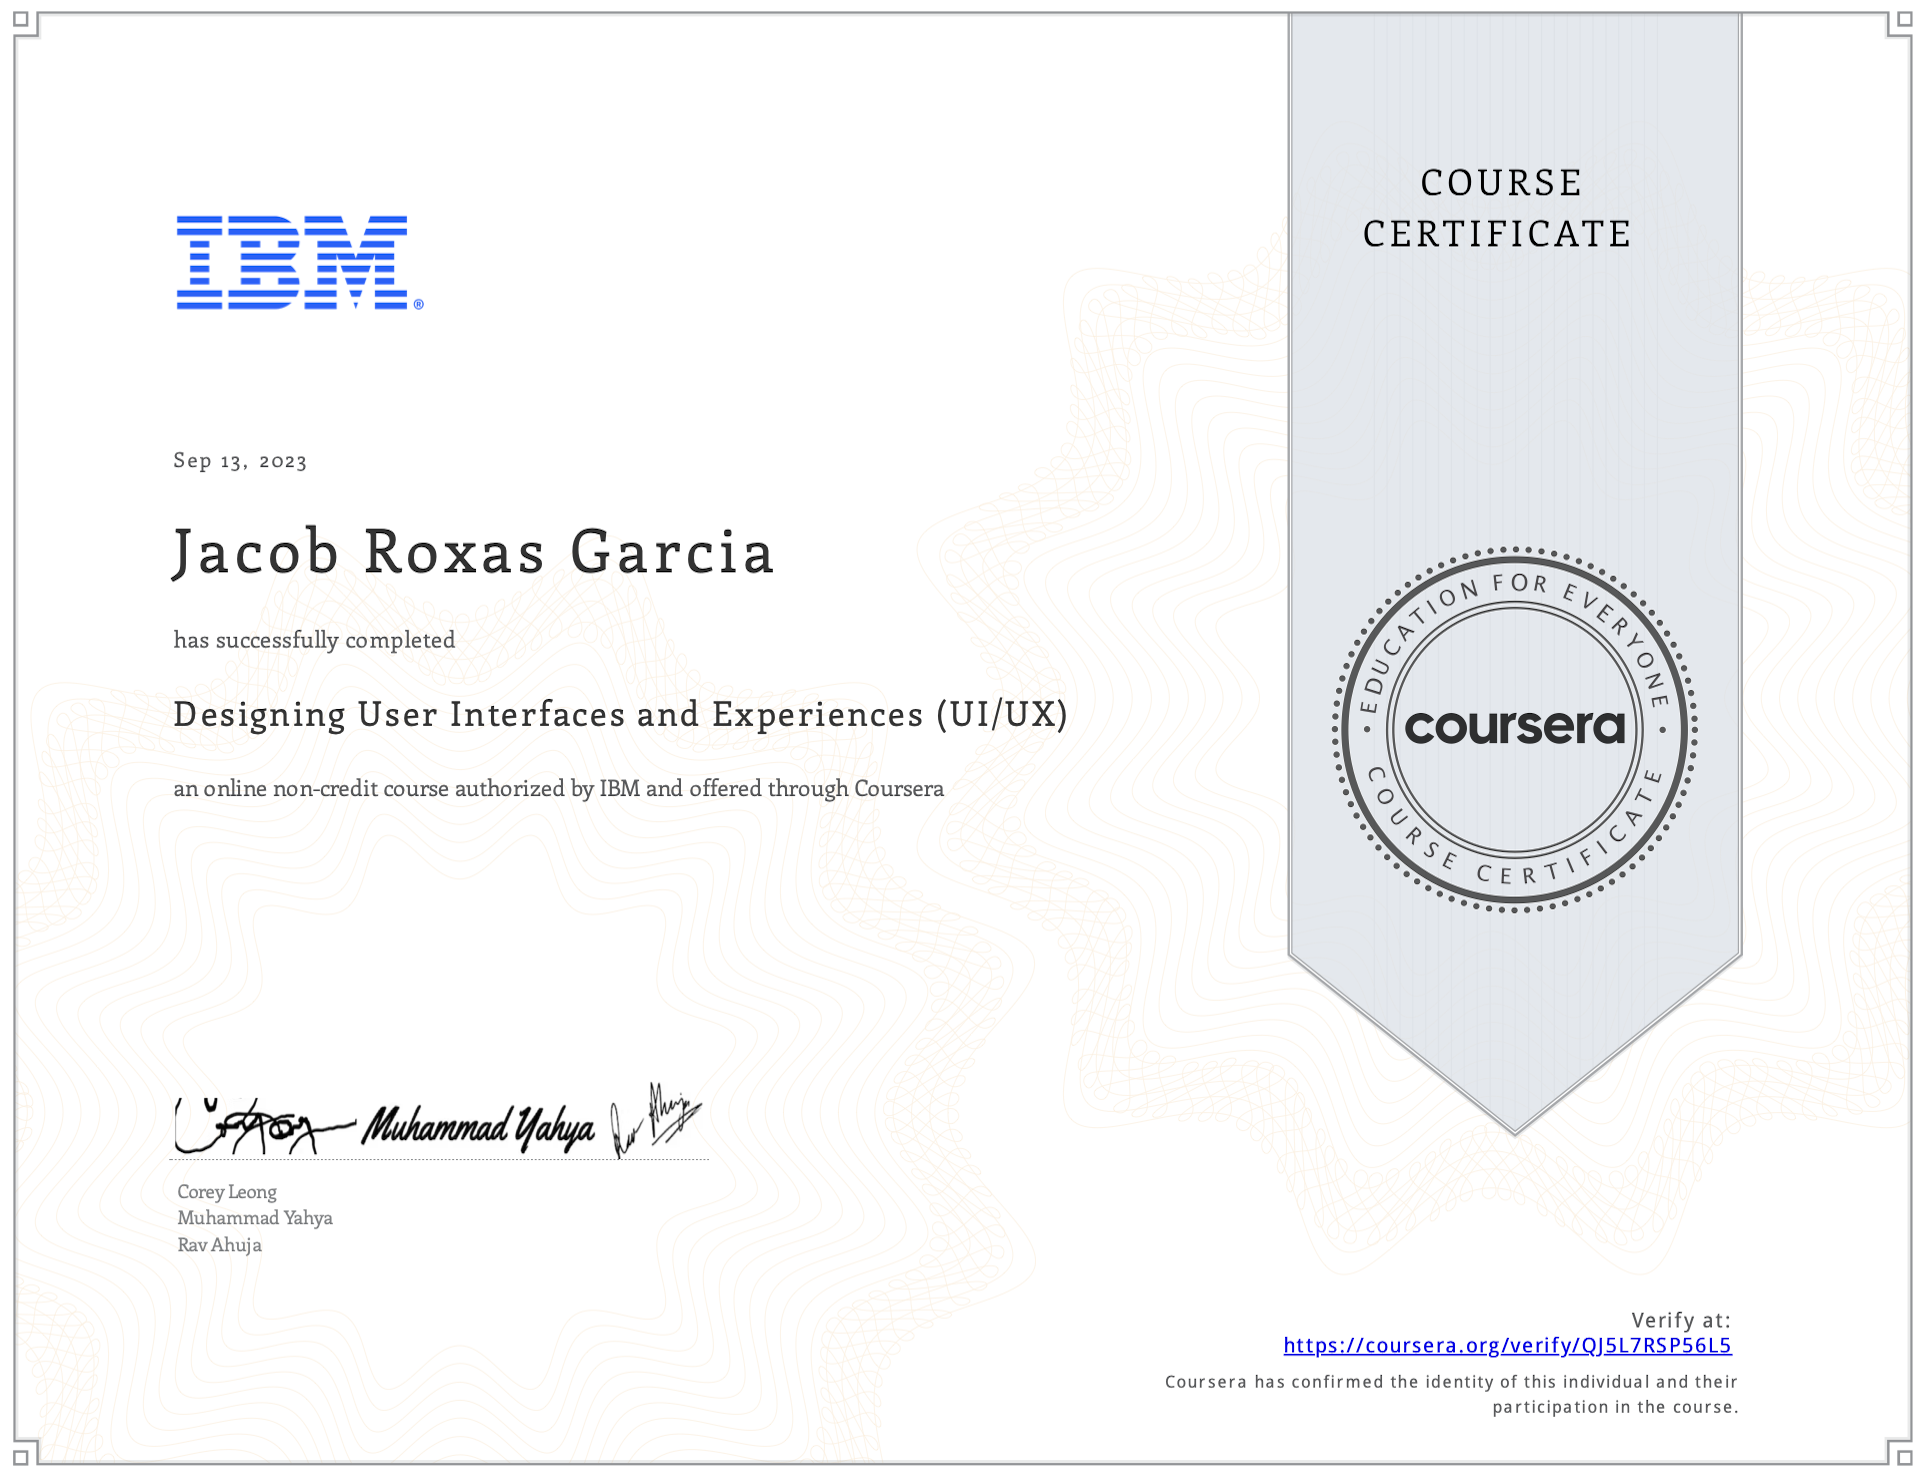 IBM®
COURSE
CERTIFICATE
Sep 13, 2023
Jacob Roxas Garcia
has successfully completed
Designing User Interfaces and Experiences (UI/UX)
an online non-credit course authorized by IBM and offered through Coursera
EDUCATION FOR EVERYONE
coursera
COURSE CERTIFICATE
Muhammad Yahya Rav Ahuja
Corey Leong
Muhammad Yahya
Rav Ahuja
Verify at:
https://coursera.org/verify/QJ5L7RSP56L5
Coursera has confirmed the identity of this individual and their
participation in the course.